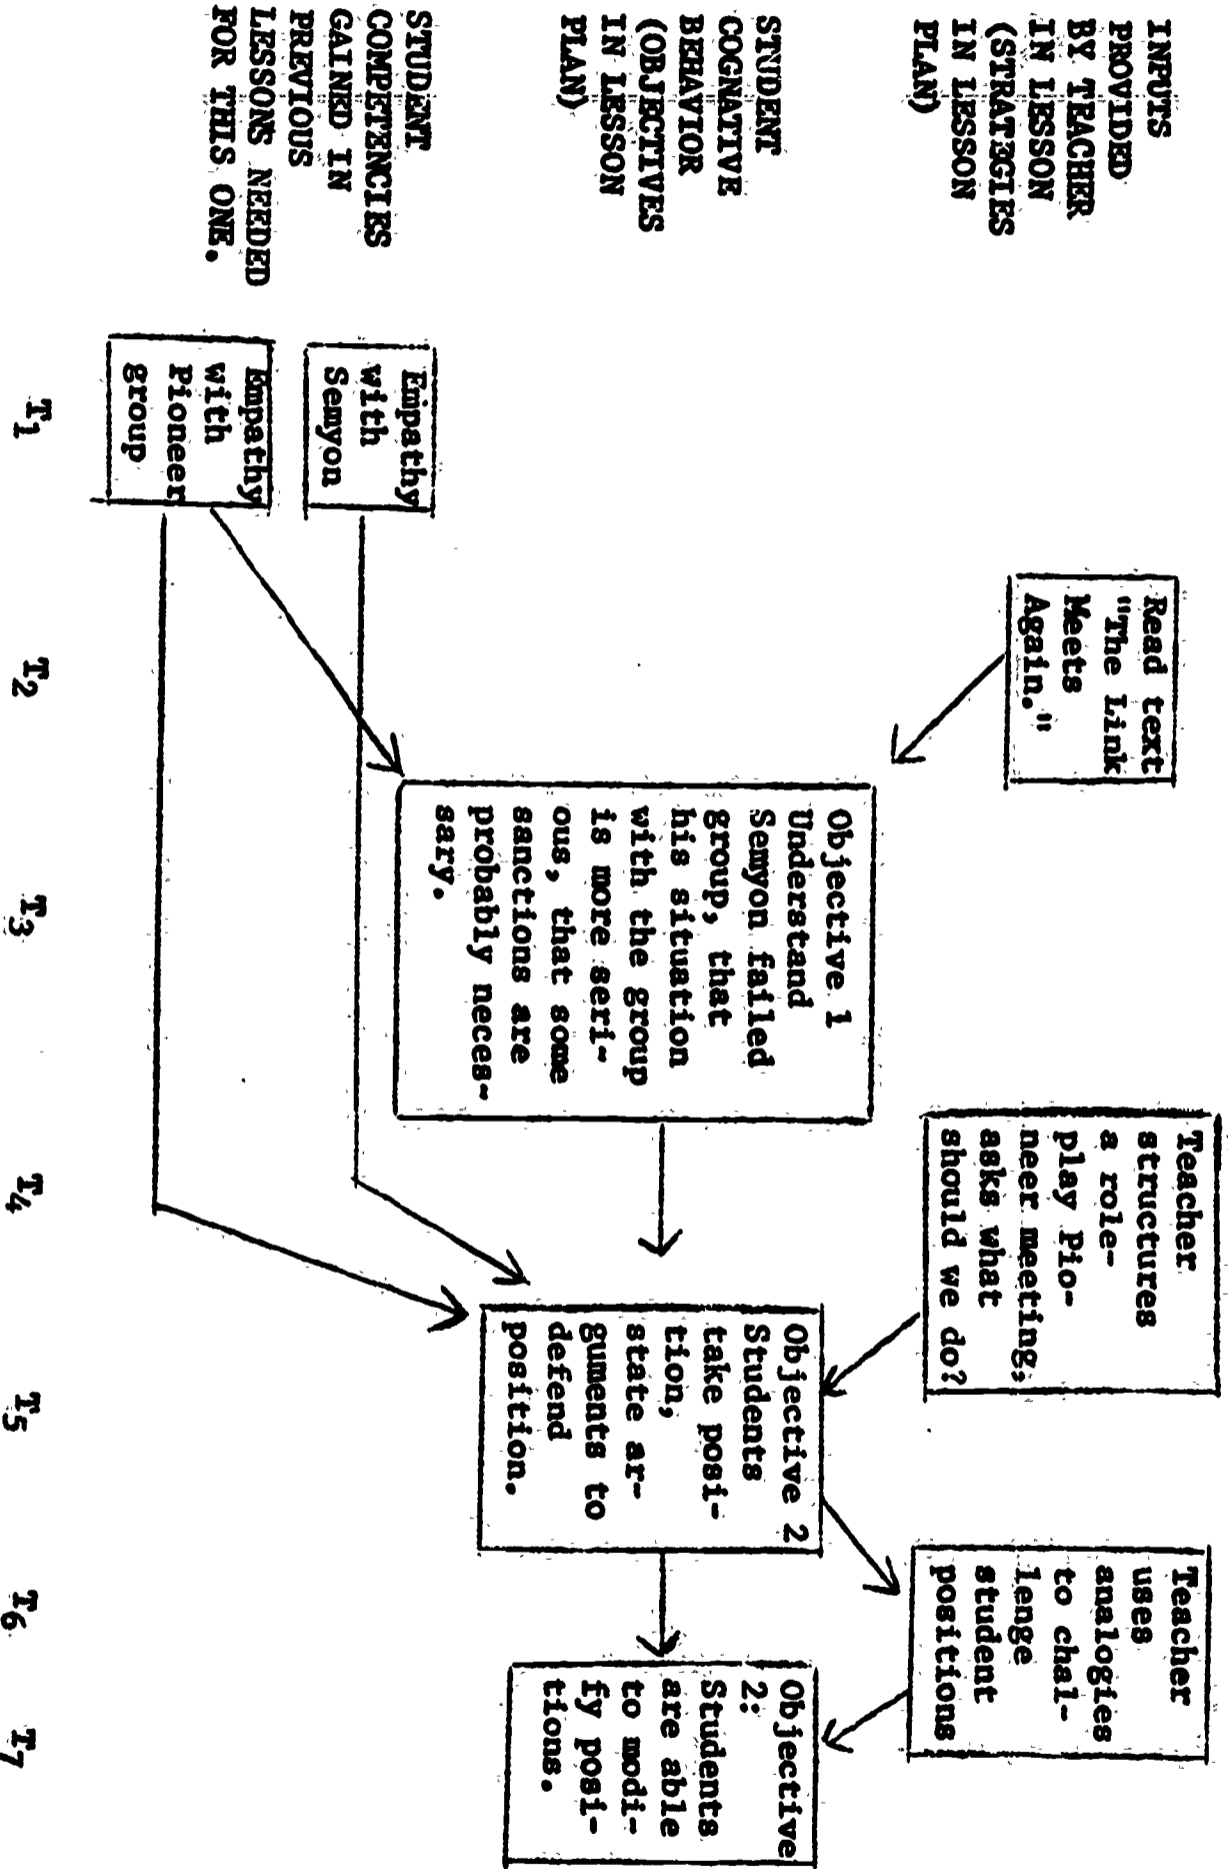 INPUTS
PROVIDED
BY TEACHER
IN LESSON
(STRATEGIES
IN LESSON
PLAN)
Read text
"The Link
Meets
Again."
Teacher
structures
a role-
play Pio-
neer meeting,
asks what
should we do?
Teacher
uses
analogies
to chal-
lenge
student
positions
STUDENT
COGNATIVE
BEHAVIOR
(OBJECTIVES
IN LESSON
PLAN)
Objective 1
Understand
Semyon failed
group, that
his situation
with the group
is more seri-
ous, that some
sanctions are
probably neces-
sary.
Objective 2
Students
take posi-
tion,
state ar-
guments to
defend
position.
Objective
2:
Students
are able
to modi-
fy posi-
tions.
STUDENT
COMPETENCIES
GAINED IN
PREVIOUS
LESSONS NEEDED
FOR THIS ONE.
Empathy
with
Semyon
Empathy
with
Pioneer
group
T1
T2
T3
T4
T5
T6
T7